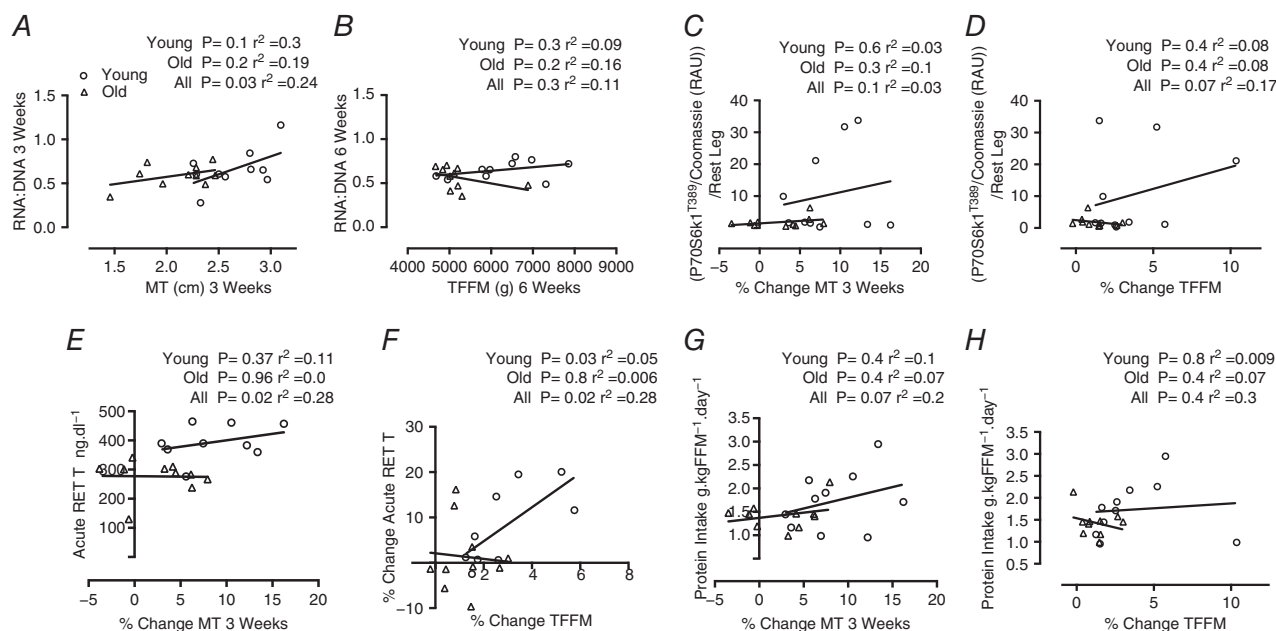 A
Young P= 0.1 r² =0.3
Old P= 0.2 r² =0.19
All P= 0.03 r² =0.24
Young
Old
RNA:DNA 3 Weeks
1.5
1.0
0.5
0.0
1.5 2.0 2.5 3.0
MT (cm) 3 Weeks
B
Young P= 0.3 r² =0.09
Old P= 0.2 r² =0.16
All P= 0.3 r² =0.11
RNA:DNA 6 Weeks
1.5
1.0
0.5
0.0
4000 5000 6000 7000 8000 9000
TFFM (g) 6 Weeks
C
Young P= 0.6 r² =0.03
Old P= 0.3 r² =0.1
All P= 0.1 r² =0.03
(P70S6k1ᵀ³⁸⁹/Coomassie (RAU))
/Rest Leg
40
30
20
10
0
−5 0 5 10 15 20
% Change MT 3 Weeks
D
Young P= 0.4 r² =0.08
Old P= 0.4 r² =0.08
All P= 0.07 r² =0.17
(P70S6k1ᵀ³⁸⁹/Coomassie (RAU))
/Rest Leg
40
30
20
10
0
0 5 10
% Change TFFM
E
Young P= 0.37 r² =0.11
Old P= 0.96 r² =0.0
All P= 0.02 r² =0.28
Acute RET T ng.dl⁻¹
500
400
300
200
100
−5 0 5 10 15 20
% Change MT 3 Weeks
F
Young P= 0.03 r² =0.05
Old P= 0.8 r² =0.006
All P= 0.02 r² =0.28
% Change Acute RET T
30
20
10
0
−10
2 4 6 8
% Change TFFM
G
Young P= 0.4 r² =0.1
Old P= 0.4 r² =0.07
All P= 0.07 r² =0.2
Protein Intake g.kgFFM⁻¹.day⁻¹
3.5
3.0
2.5
2.0
1.5
1.0
−5 0 5 10 15 20
% Change MT 3 Weeks
H
Young P= 0.8 r² =0.009
Old P= 0.4 r² =0.07
All P= 0.4 r² =0.3
Protein Intake g.kgFFM⁻¹.day⁻¹
3.5
3.0
2.5
2.0
1.5
1.0
0 5 10
% Change TFFM